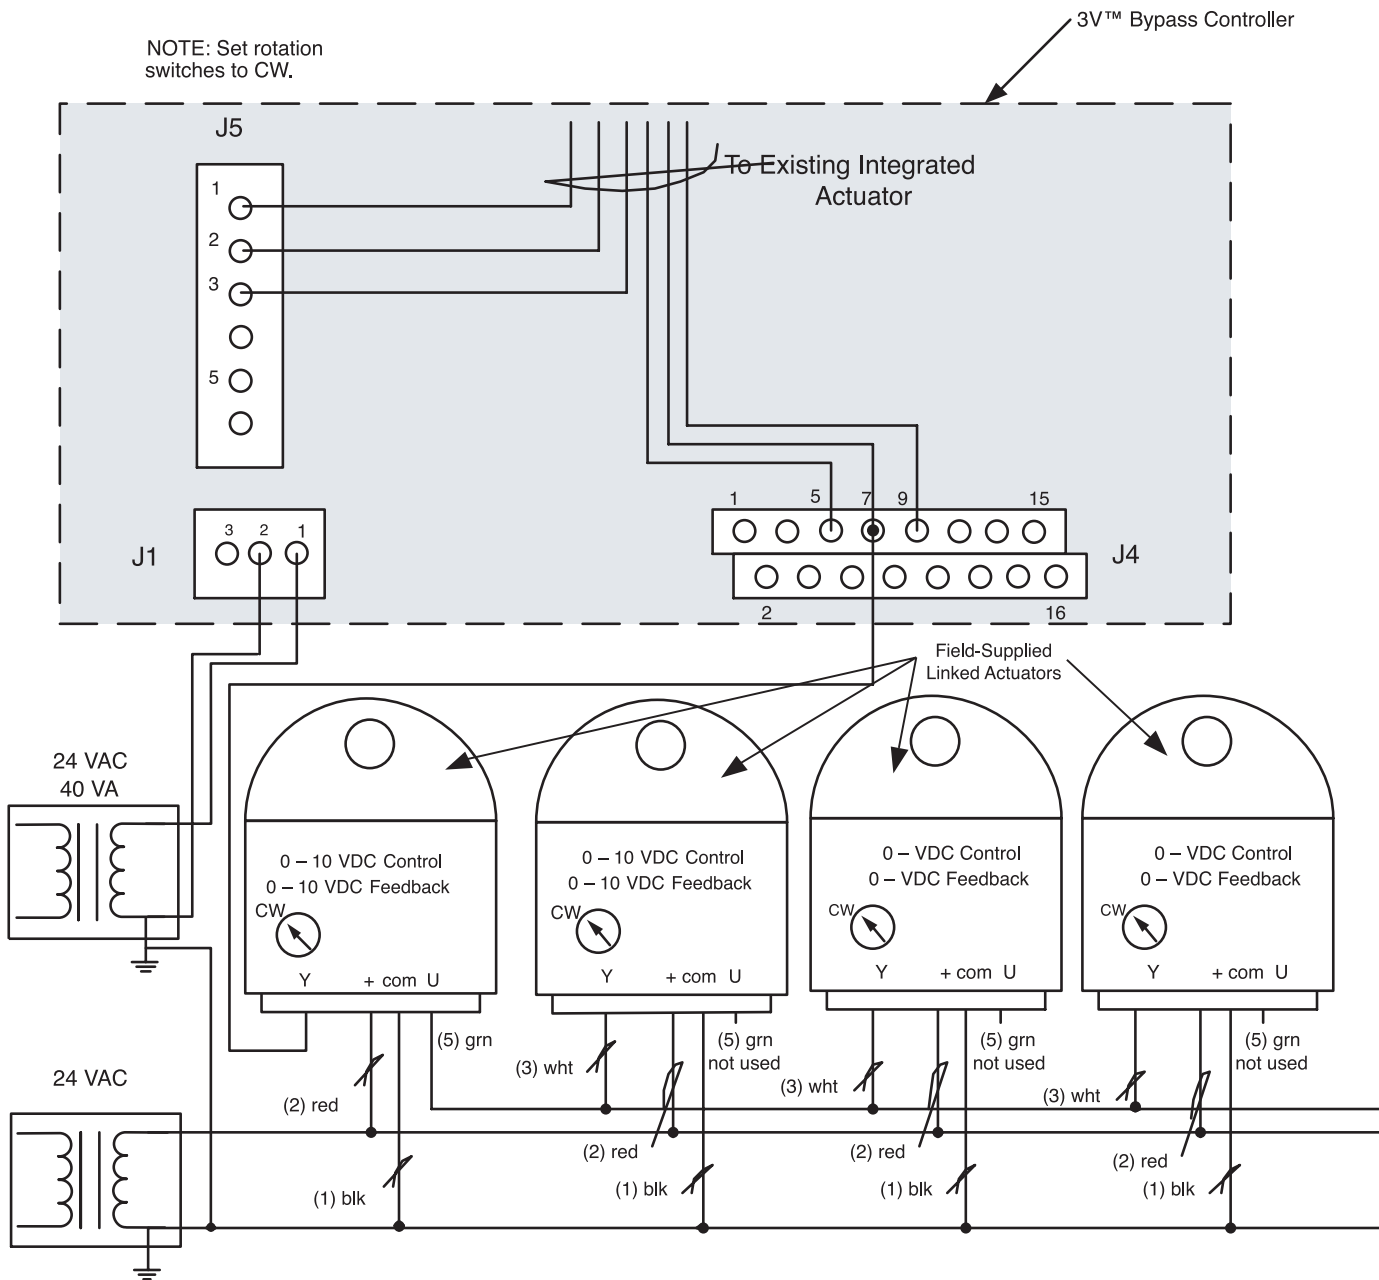 3V™ Bypass Controller
NOTE: Set rotation
switches to CW.
J5
To Existing Integrated
Actuator
1
2
3
5
J1
3 2 1
1 5 7 9 15
J4
2 16
Field-Supplied
Linked Actuators
24 VAC
40 VA
0 – 10 VDC Control
0 – 10 VDC Feedback
CW
Y + com U
0 – 10 VDC Control
0 – 10 VDC Feedback
CW
Y + com U
0 – VDC Control
0 – VDC Feedback
CW
Y + com U
0 – VDC Control
0 – VDC Feedback
CW
Y + com U
(5) grn
(2) red
(1) blk
(3) wht
(5) grn
not used
(2) red
(1) blk
(3) wht
(5) grn
not used
(2) red
(1) blk
(3) wht
(5) grn
not used
(2) red
(1) blk
24 VAC